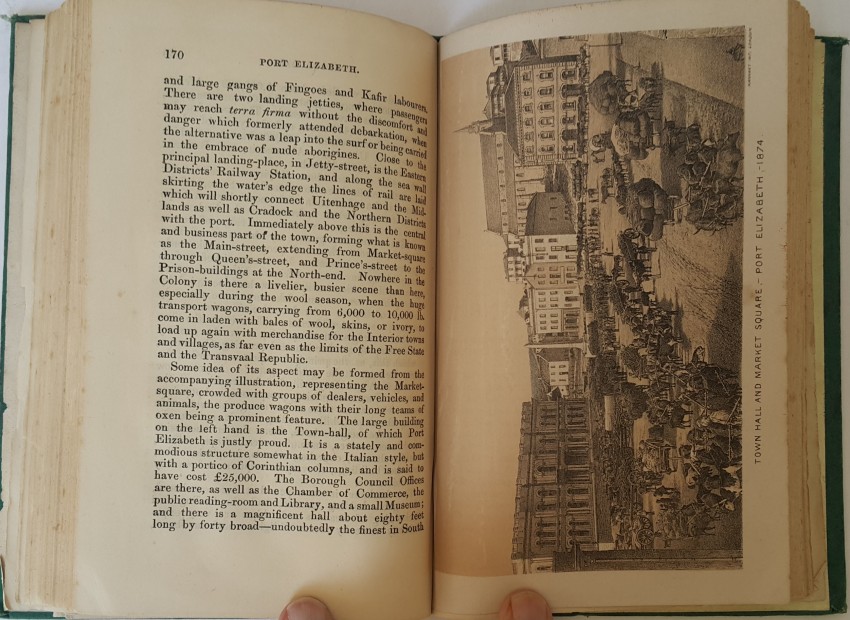 170
PORT ELIZABETH.
and large gangs of Fingoes and Kafir labourers.
There are two landing jetties, where passengers
may reach terra firma without the discomfort and
danger which formerly attended debarkation, when
the alternative was a leap into the surf or being carried
in the embrace of nude aborigines. Close to the
principal landing-place, in Jetty-street, is the Eastern
Districts' Railway Station, and along the sea wall
skirting the water's edge the lines of rail are laid
which will shortly connect Uitenhage and the Mid-
lands as well as Cradock and the Northern Districts
with the port. Immediately above this is the central
and business part of the town, forming what is known
as the Main-street, extending from Market-square
through Queen's-street, and Prince's-street to the
Prison-buildings at the North-end. Nowhere in the
Colony is there a livelier, busier scene than here,
especially during the wool season, when the huge
transport wagons, carrying from 6,000 to 10,000 lb.
come in laden with bales of wool, skins, or ivory, to
load up again with merchandise for the Interior towns
and villages, as far even as the limits of the Free State
and the Transvaal Republic.
Some idea of its aspect may be formed from the
accompanying illustration, representing the Market-
square, crowded with groups of dealers, vehicles, and
animals, the produce wagons with their long teams of
oxen being a prominent feature. The large building
on the left hand is the Town-hall, of which Port
Elizabeth is justly proud. It is a stately and com-
modious structure somewhat in the Italian style, but
with a portico of Corinthian columns, and is said to
have cost £25,000. The Borough Council Offices
are there, as well as the Chamber of Commerce, the
public reading-room and Library, and a small Museum;
and there is a magnificent hall about eighty feet
long by forty broad—undoubtedly the finest in South
TOWN HALL AND MARKET SQUARE,- PORT ELIZABETH,-1874.